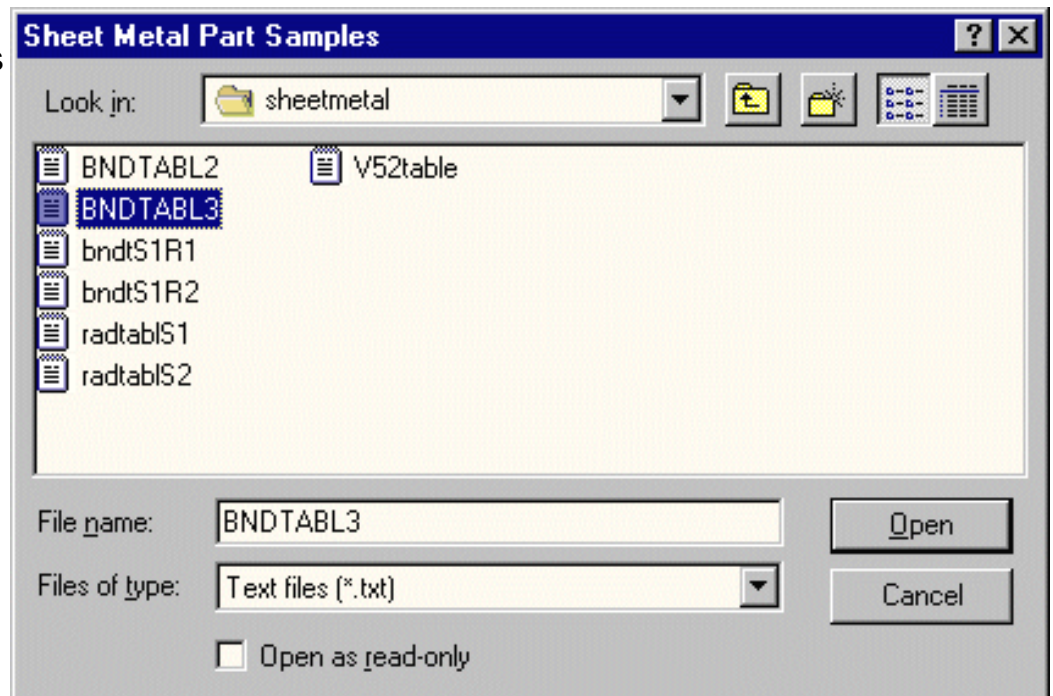 Sheet Metal Part Samples
s
Look in: sheetmetal
BNDTABL2 V52table
BNDTABL3
bndtS1R1
bndtS1R2
radtablS1
radtablS2
File name: BNDTABL3 Open
Files of type: Text files (*.txt) Cancel
Open as read-only